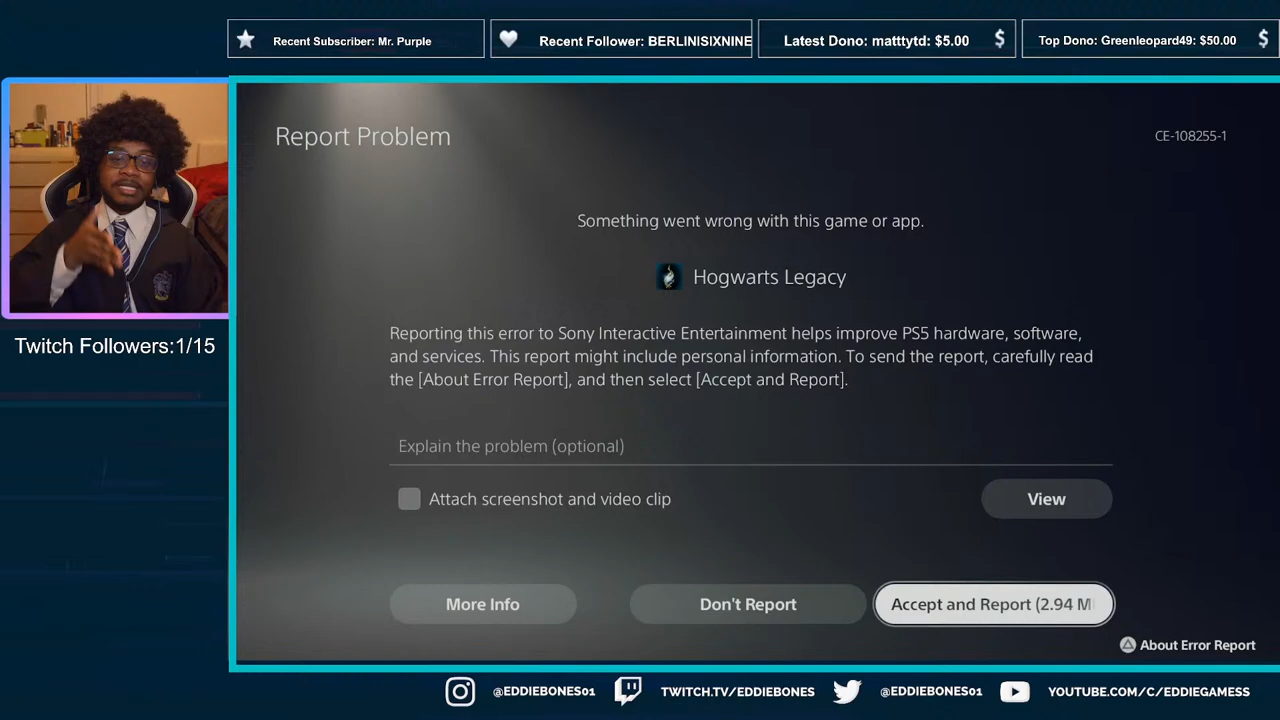 Recent Subscriber: Mr. Purple
Recent Follower: BERLINISIXNINE
Latest Dono: matttytd: $5.00 $
Top Dono: Greenleopard49: $50.00 $
Report Problem
CE-108255-1
Something went wrong with this game or app.
Hogwarts Legacy
Reporting this error to Sony Interactive Entertainment helps improve PS5 hardware, software,
and services. This report might include personal information. To send the report, carefully read
the [About Error Report], and then select [Accept and Report].
Twitch Followers:1/15
Explain the problem (optional)
Attach screenshot and video clip
View
More Info
Don't Report
Accept and Report (2.94 M
About Error Report
@EDDIEBONES01
TWITCH.TV/EDDIEBONES
@EDDIEBONES01
YOUTUBE.COM/C/EDDIEGAMESS